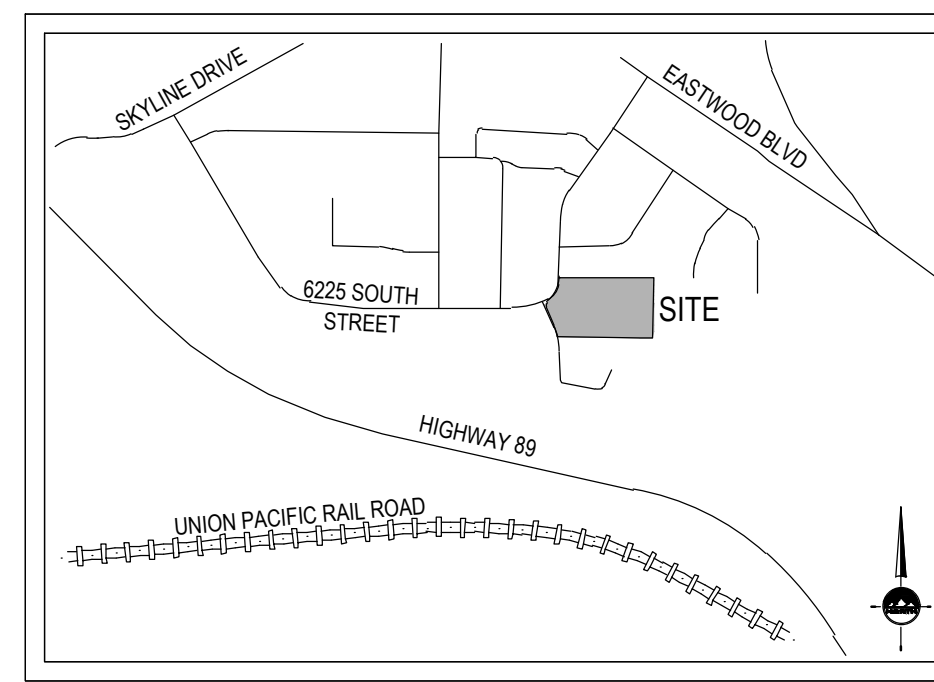 SKYLINE DRIVE
EASTWOOD BLVD
6225 SOUTH
STREET
SITE
HIGHWAY 89
UNION PACIFIC RAIL ROAD